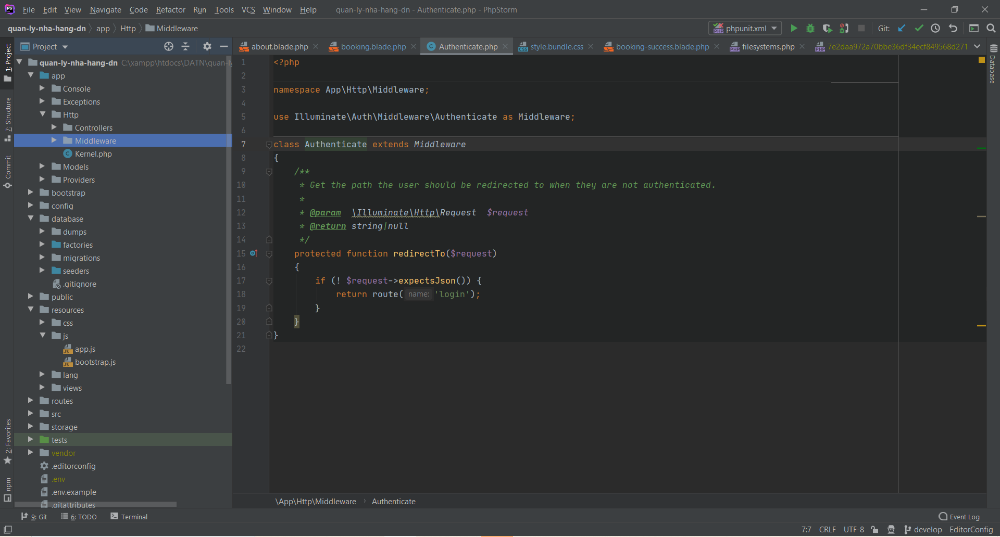 File Edit View Navigate Code Refactor Run Tools VCS Window Help quan-ly-nha-hang-dn - Authenticate.php - PhpStorm
quan-ly-nha-hang-dn app Http Middleware phpunit.xml Git:
Project
about.blade.php booking.blade.php Authenticate.php style.bundle.css booking-success.blade.php filesystems.php 7e2daa972a70bbe36df34ecf849568d271
1: Project
7: Structure
Commit
2: Favorites
npm
Database
quan-ly-nha-hang-dn C:\xampp\htdocs\DATN\quan-ly
app
Console
Exceptions
Http
Controllers
Middleware
Kernel.php
Models
Providers
bootstrap
config
database
dumps
factories
migrations
seeders
.gitignore
public
resources
css
js
app.js
bootstrap.js
lang
views
routes
src
storage
tests
vendor
.editorconfig
.env
.env.example
.gitattributes
1 <?php
2
3 namespace App\Http\Middleware;
4
5 use Illuminate\Auth\Middleware\Authenticate as Middleware;
6
7 class Authenticate extends Middleware
8 {
9 /**
10 * Get the path the user should be redirected to when they are not authenticated.
11 *
12 * @param \Illuminate\Http\Request $request
13 * @return string|null
14 */
15 protected function redirectTo($request)
16 {
17 if (! $request->expectsJson()) {
18 return route( name: 'login');
19 }
20 }
21 }
22
\App\Http\Middleware › Authenticate
9: Git 6: TODO Terminal Event Log
7:7 CRLF UTF-8 develop EditorConfig